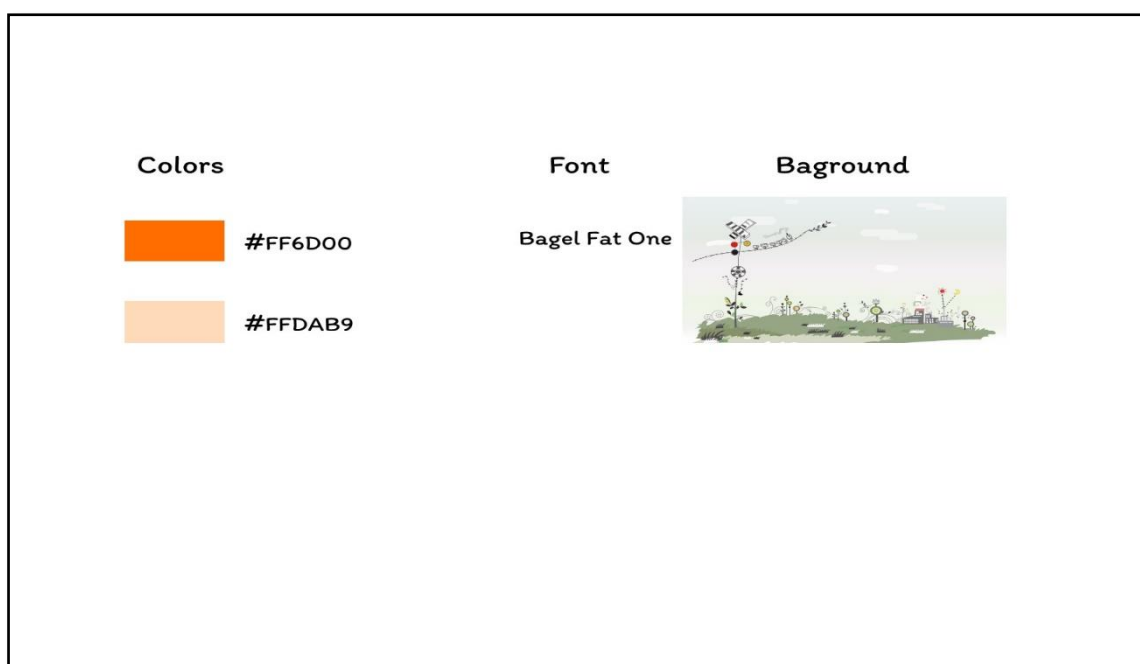 Colors
Font
Baground
#FF6D00
Bagel Fat One
#FFDAB9